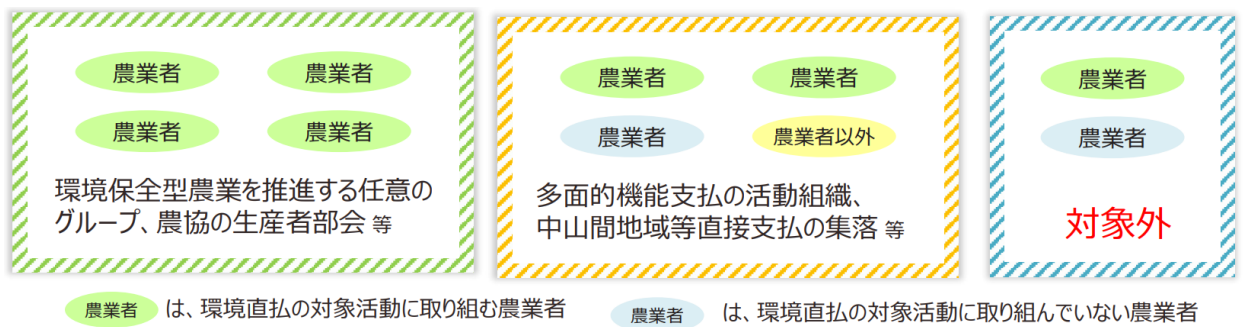 農業者 農業者
農業者 農業者
環境保全型農業を推進する任意の
グループ、農協の生産者部会 等
農業者 農業者
農業者 農業者以外
多面的機能支払の活動組織、
中山間地域等直接支払の集落 等
農業者
農業者
対象外
農業者 は、環境直払の対象活動に取り組む農業者
農業者 は、環境直払の対象活動に取り組んでいない農業者